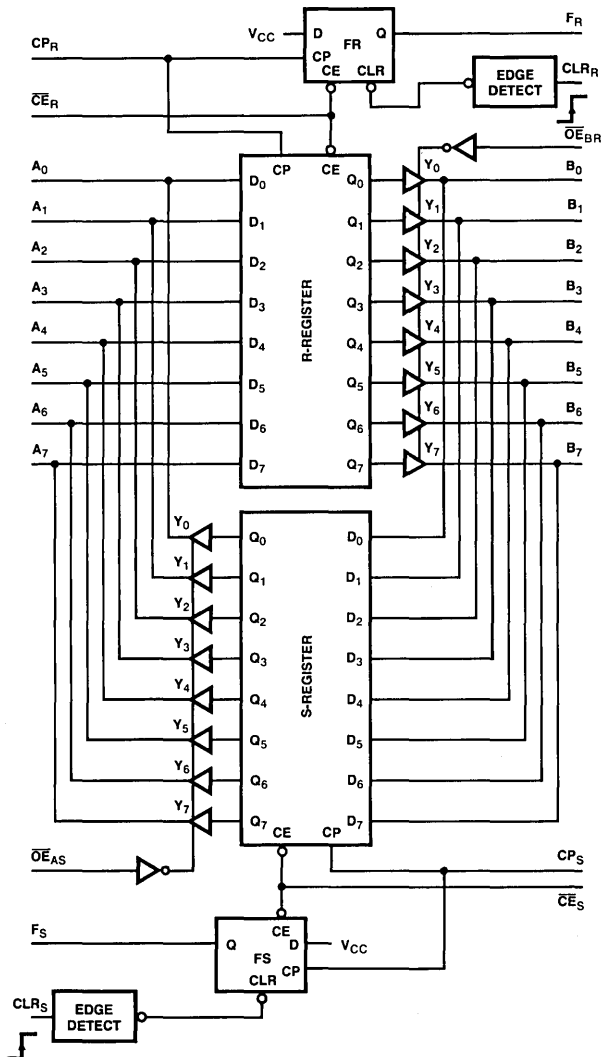 V_CC D Q F_R
FR
CP_R CP
CE CLR EDGE DETECT CLR_R
C̅E̅_R
O̅E̅_BR
CP CE
A_0 D_0 Q_0 Y_0 B_0
A_1 D_1 Q_1 Y_1 B_1
A_2 D_2 Q_2 Y_2 B_2
A_3 D_3 Q_3 Y_3 B_3
R-REGISTER
A_4 D_4 Q_4 Y_4 B_4
A_5 D_5 Q_5 Y_5 B_5
A_6 D_6 Q_6 Y_6 B_6
A_7 D_7 Q_7 Y_7 B_7
Y_0 Q_0 D_0
Y_1 Q_1 D_1
Y_2 Q_2 D_2
Y_3 Q_3 D_3
S-REGISTER
Y_4 Q_4 D_4
Y_5 Q_5 D_5
Y_6 Q_6 D_6
Y_7 Q_7 D_7
CE CP
O̅E̅_AS CP_S
C̅E̅_S
CE
F_S Q D V_CC
FS CP
CLR
CLR_S EDGE DETECT